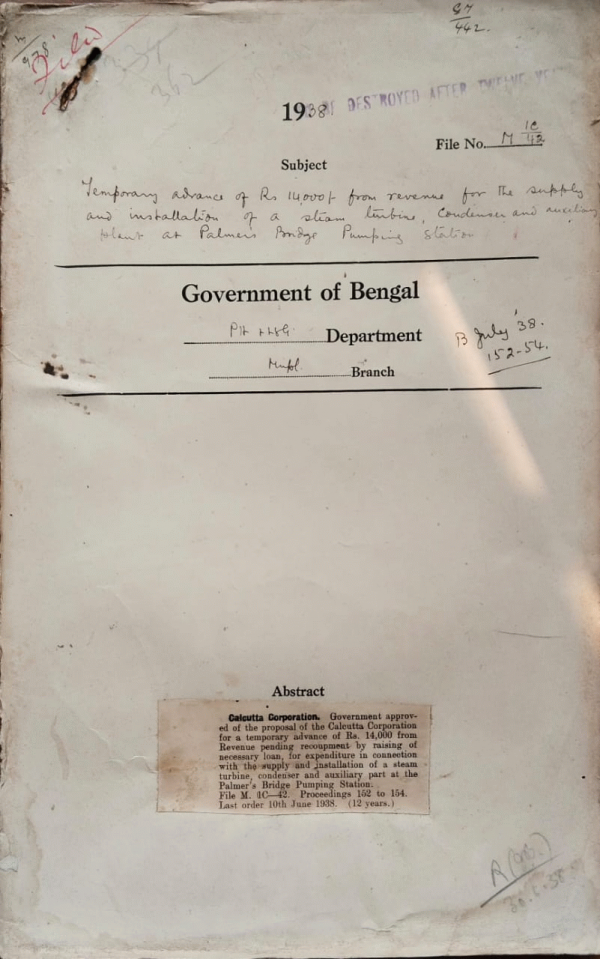 27
442.
938.
File
334
362
1938
DESTROYED AFTER TWELVE
File No. M 1C/42
Subject
Temporary advance of Rs 14,000/- from revenue for the supply
and installation of a steam turbine, condenser and auxiliary
plant at Palmers Bridge Pumping Station
Government of Bengal
Department
B July '38.
152-54.
Branch
Abstract
Calcutta Corporation. Government approv-
ed of the proposal of the Calcutta Corporation
for a temporary advance of Rs. 14,000 from
Revenue pending recoupment by raising of
necessary loan, for expenditure in connection
with the supply and installation of a steam
turbine, condenser and auxiliary part at the
Palmer's Bridge Pumping Station.
File M. 1C—42. Proceedings 152 to 154.
Last order 10th June 1938. (12 years.)